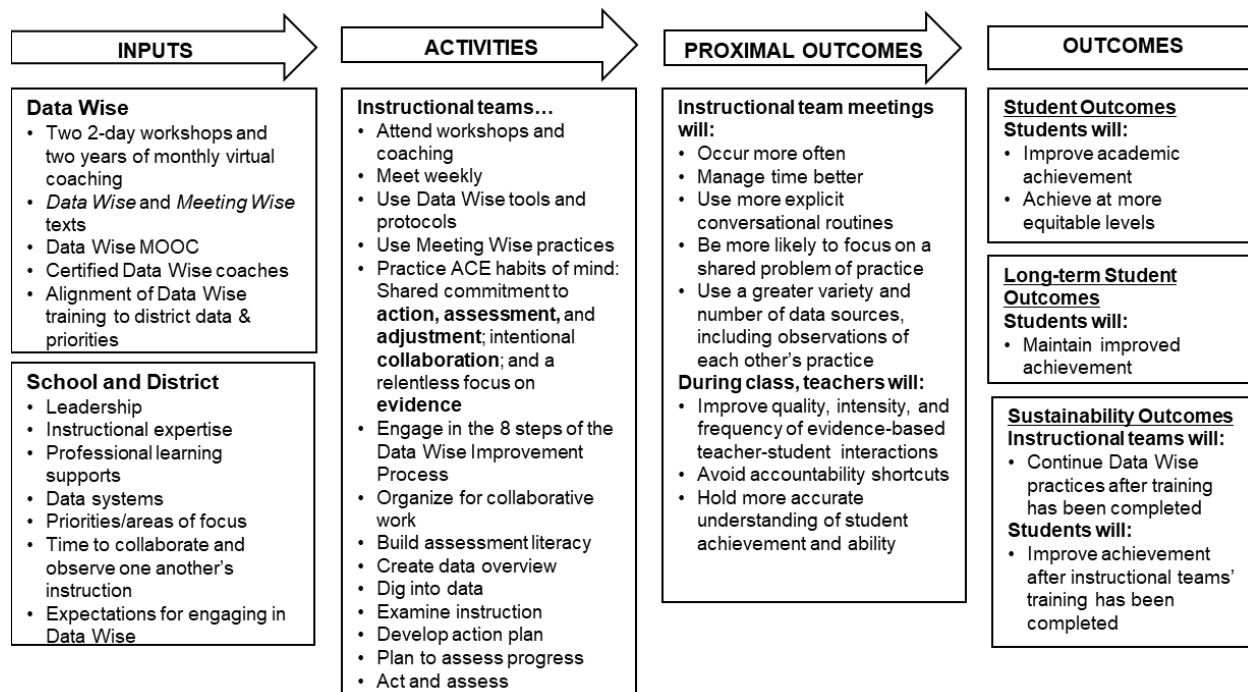 INPUTS
Data Wise
• Two 2-day workshops and
two years of monthly virtual
coaching
• Data Wise and Meeting Wise
texts
• Data Wise MOOC
• Certified Data Wise coaches
• Alignment of Data Wise
training to district data &
priorities
School and District
• Leadership
• Instructional expertise
• Professional learning
supports
• Data systems
• Priorities/areas of focus
• Time to collaborate and
observe one another's
instruction
• Expectations for engaging in
Data Wise
ACTIVITIES
Instructional teams…
• Attend workshops and
coaching
• Meet weekly
• Use Data Wise tools and
protocols
• Use Meeting Wise practices
• Practice ACE habits of mind:
Shared commitment to
action, assessment, and
adjustment; intentional
collaboration; and a
relentless focus on
evidence
• Engage in the 8 steps of the
Data Wise Improvement
Process
• Organize for collaborative
work
• Build assessment literacy
• Create data overview
• Dig into data
• Examine instruction
• Develop action plan
• Plan to assess progress
• Act and assess
PROXIMAL OUTCOMES
Instructional team meetings
will:
• Occur more often
• Manage time better
• Use more explicit
conversational routines
• Be more likely to focus on a
shared problem of practice
• Use a greater variety and
number of data sources,
including observations of
each other's practice
During class, teachers will:
• Improve quality, intensity, and
frequency of evidence-based
teacher-student interactions
• Avoid accountability shortcuts
• Hold more accurate
understanding of student
achievement and ability
OUTCOMES
Student Outcomes
Students will:
• Improve academic
achievement
• Achieve at more
equitable levels
Long-term Student
Outcomes
Students will:
• Maintain improved
achievement
Sustainability Outcomes
Instructional teams will:
• Continue Data Wise
practices after training
has been completed
Students will:
• Improve achievement
after instructional teams'
training has been
completed